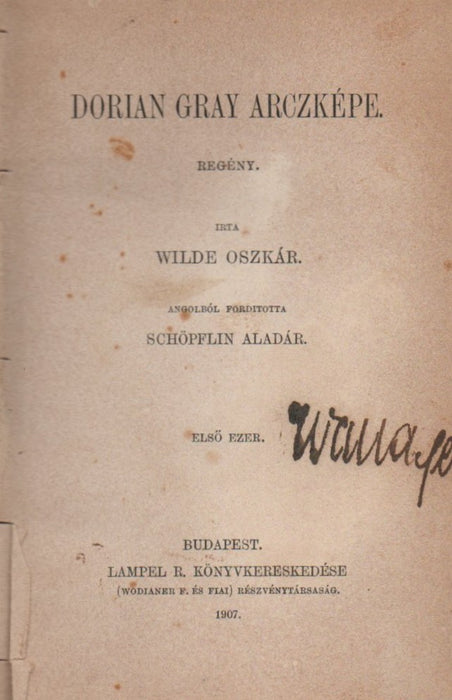 DORIAN GRAY ARCZKÉPE.
REGÉNY.
IRTA
WILDE OSZKÁR.
ANGOLBÓL FORDITOTTA
SCHÖPFLIN ALADÁR.
ELSŐ EZER.
BUDAPEST.
LAMPEL R. KÖNYVKERESKEDÉSE
(WODIANER F. ÉS FIAI) RÉSZVÉNYTÁRSASÁG.
1907.